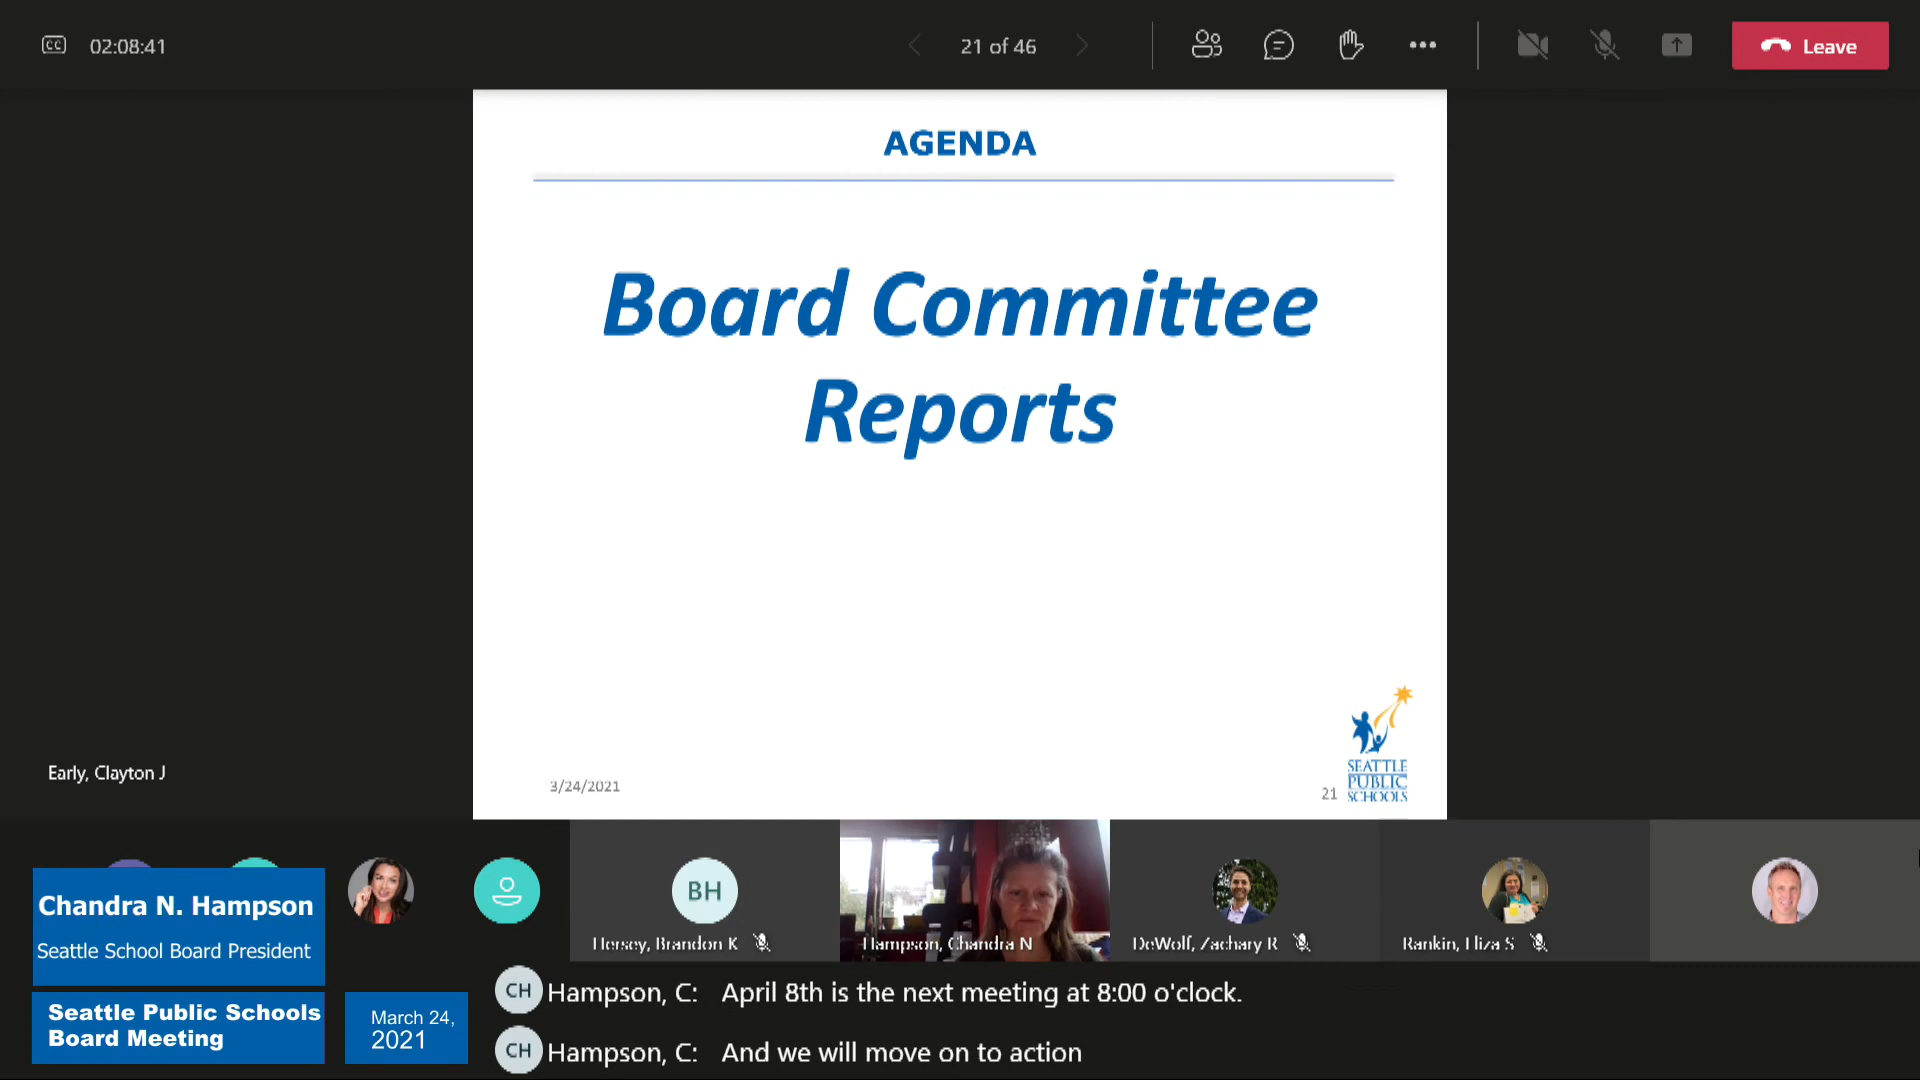 CC 02:08:41
21 of 46
Leave
AGENDA
Board Committee
Reports
Early, Clayton J
3/24/2021
21
SEATTLE
PUBLIC
SCHOOLS
BH
Hersey, Brandon K
Hampson, Chandra N
DeWolf, Zachary R
Rankin, Eliza S
Chandra N. Hampson
Seattle School Board President
Seattle Public Schools
Board Meeting
March 24,
2021
CH Hampson, C: April 8th is the next meeting at 8:00 o'clock.
CH Hampson, C: And we will move on to action